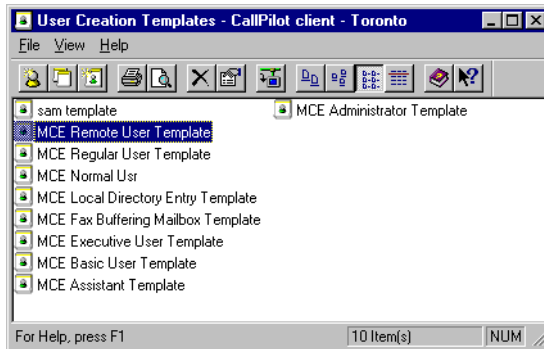 User Creation Templates - CallPilot client - Toronto
File View Help
sam template
MCE Remote User Template
MCE Regular User Template
MCE Normal Usr
MCE Local Directory Entry Template
MCE Fax Buffering Mailbox Template
MCE Executive User Template
MCE Basic User Template
MCE Assistant Template
MCE Administrator Template
For Help, press F1 10 Item(s) NUM